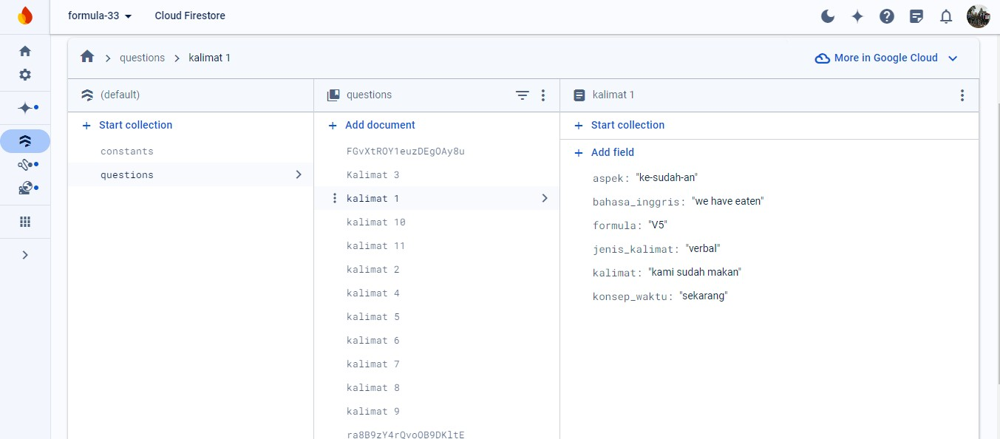 formula-33 Cloud Firestore
questions kalimat 1 More in Google Cloud
(default)
Start collection
constants
questions
questions
Add document
FGvXtROY1euzDEgOAy8u
Kalimat 3
kalimat 1
kalimat 10
kalimat 11
kalimat 2
kalimat 4
kalimat 5
kalimat 6
kalimat 7
kalimat 8
kalimat 9
ra8B9zY4rQvoOB9DKltE
kalimat 1
Start collection
Add field
aspek: "ke-sudah-an"
bahasa_inggris: "we have eaten"
formula: "V5"
jenis_kalimat: "verbal"
kalimat: "kami sudah makan"
konsep_waktu: "sekarang"